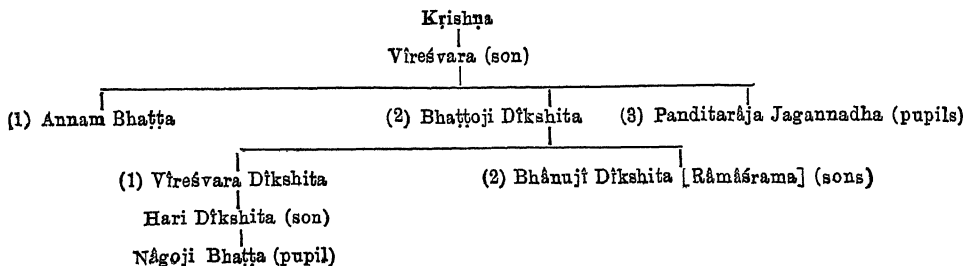 Kṛishṇa
Vîreśvara (son)
(1) Annam Bhaṭṭa (2) Bhaṭṭoji Dîkshita (3) Panditarâja Jagannadha (pupils)
(1) Vîreśvara Dîkshita (2) Bhânujî Dîkshita [Râmâśrama] (sons)
Hari Dîkshita (son)
Nâgoji Bhaṭṭa (pupil)